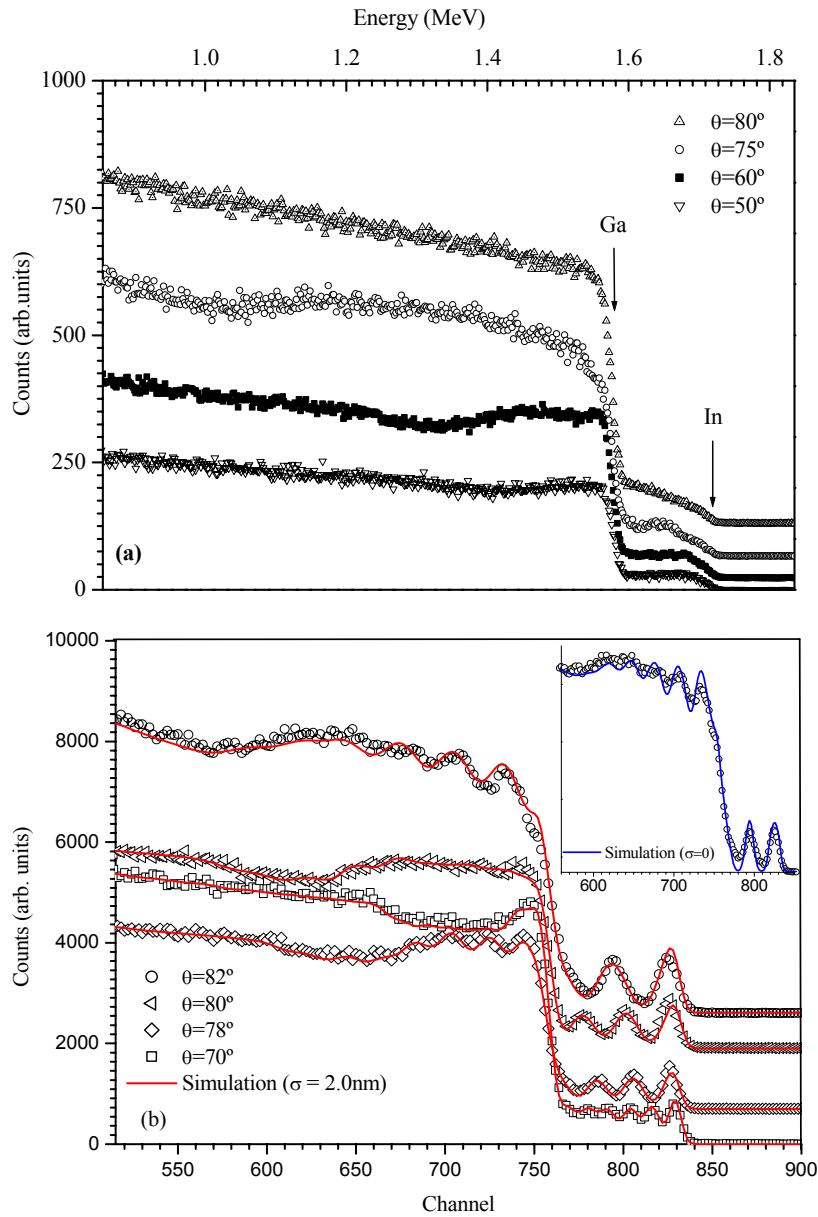 Energy (MeV)
1.0 1.2 1.4 1.6 1.8
1000
750
500
250
0
Counts (arb.units)
θ=80º
θ=75º
θ=60º
θ=50º
Ga
In
(a)
10000
8000
6000
4000
2000
0
Counts (arb. units)
Simulation (σ=0)
600 700 800
θ=82º
θ=80º
θ=78º
θ=70º
Simulation (σ = 2.0nm)
(b)
550 600 650 700 750 800 850 900
Channel